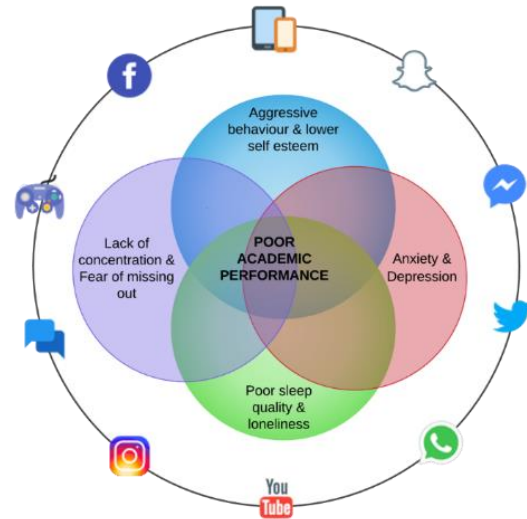 Aggressive
behaviour & lower
self esteem
Lack of
concentration &
Fear of missing
out
POOR
ACADEMIC
PERFORMANCE
Anxiety &
Depression
Poor sleep
quality &
loneliness
f
You
Tube